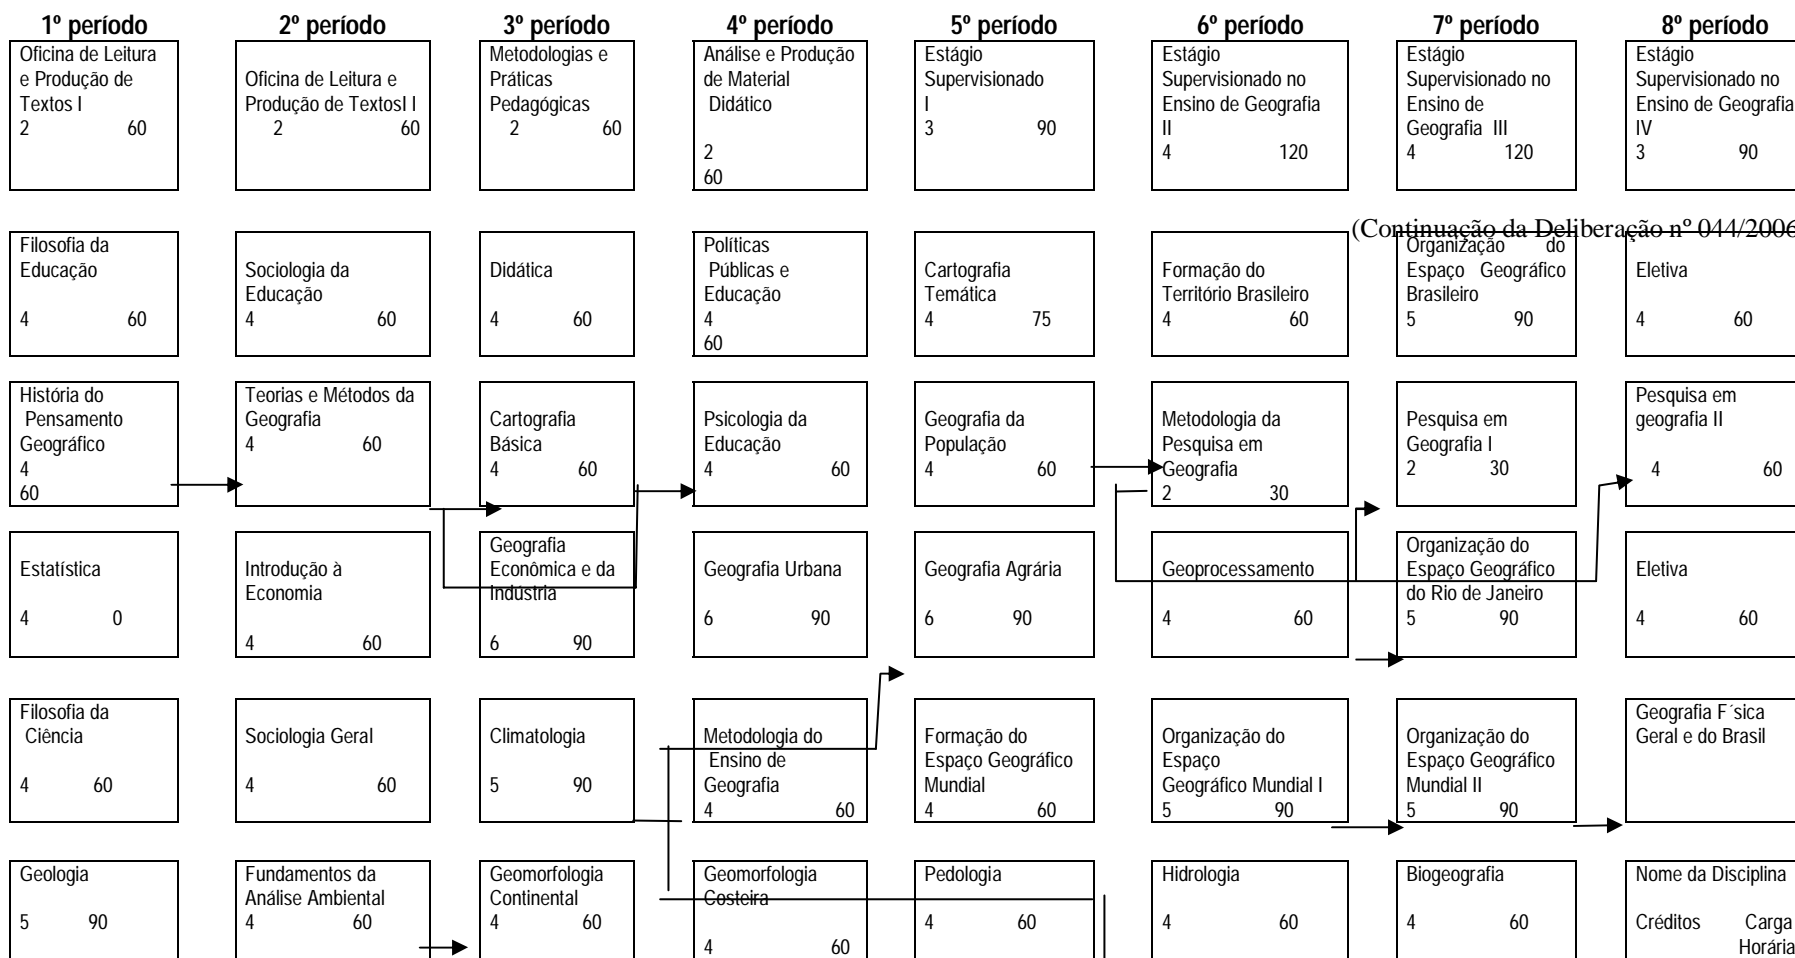 1º período 2º período 3º período 4º período 5º período 6º período 7º período 8º período
Oficina de Leitura
e Produção de
Textos I
2 60
Oficina de Leitura e
Produção de TextosI I
2 60
Metodologias e
Práticas
Pedagógicas
2 60
Análise e Produção
de Material
Didático
2
60
Estágio
Supervisionado
I
3 90
Estágio
Supervisionado no
Ensino de Geografia
II
4 120
Estágio
Supervisionado no
Ensino de
Geografia III
4 120
Estágio
Supervisionado no
Ensino de Geografia
IV
3 90
(Continuação da Deliberação nº 044/2006
Filosofia da
Educação
4 60
Sociologia da
Educação
4 60
Didática
4 60
Políticas
Públicas e
Educação
4
60
Cartografia
Temática
4 75
Formação do
Território Brasileiro
4 60
Organização do
Espaço Geográfico
Brasileiro
5 90
Eletiva
4 60
História do
Pensamento
Geográfico
4
60
Teorias e Métodos da
Geografia
4 60
Cartografia
Básica
4 60
Psicologia da
Educação
4 60
Geografia da
População
4 60
Metodologia da
Pesquisa em
Geografia
2 30
Pesquisa em
Geografia I
2 30
Pesquisa em
geografia II
4 60
Estatística
4 0
Introdução à
Economia
4 60
Geografia
Econômica e da
Indústria
6 90
Geografia Urbana
6 90
Geografia Agrária
6 90
Geoprocessamento
4 60
Organização do
Espaço Geográfico
do Rio de Janeiro
5 90
Eletiva
4 60
Filosofia da
Ciência
4 60
Sociologia Geral
4 60
Climatologia
5 90
Metodologia do
Ensino de
Geografia
4 60
Formação do
Espaço Geográfico
Mundial
4 60
Organização do
Espaço
Geográfico Mundial I
5 90
Organização do
Espaço Geográfico
Mundial II
5 90
Geografia F´sica
Geral e do Brasil
Geologia
5 90
Fundamentos da
Análise Ambiental
4 60
Geomorfologia
Continental
4 60
Geomorfologia
Costeira
4 60
Pedologia
4 60
Hidrologia
4 60
Biogeografia
4 60
Nome da Disciplina
Créditos Carga
Horária